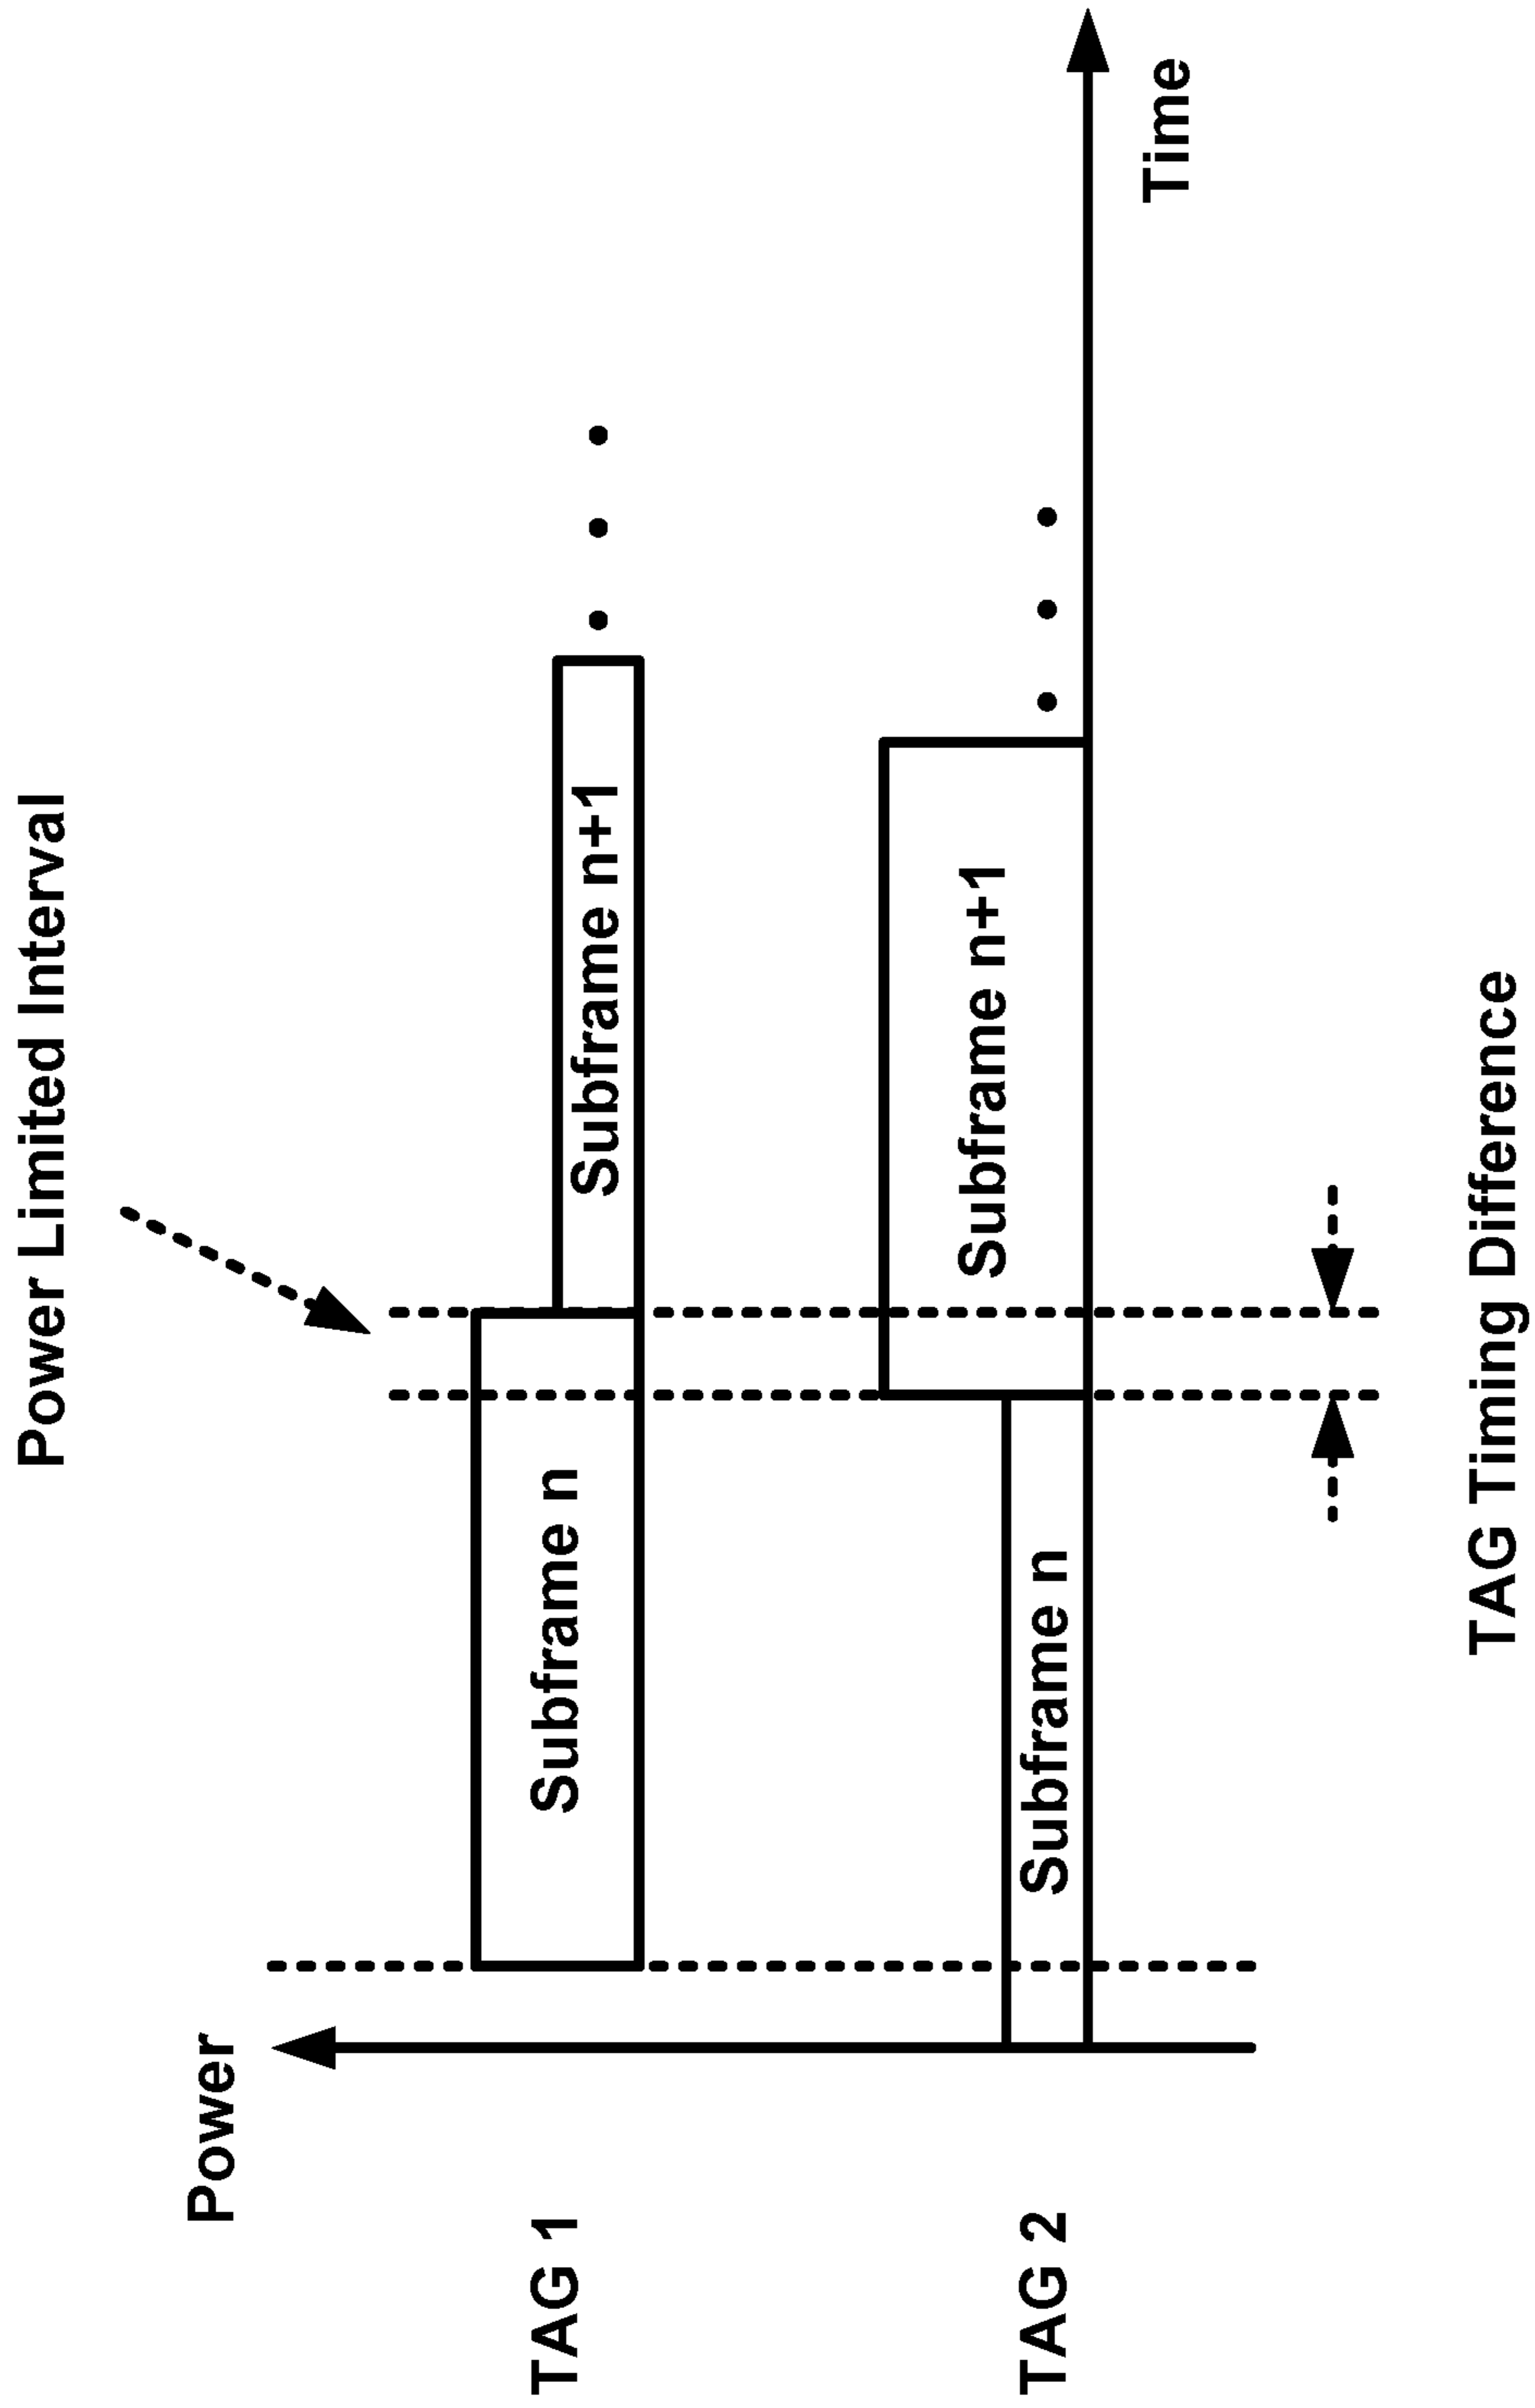 Power Limited Interval
Power
TAG 1
Subframe n
Subframe n+1
TAG 2
Subframe n
Subframe n+1
Time
TAG Timing Difference